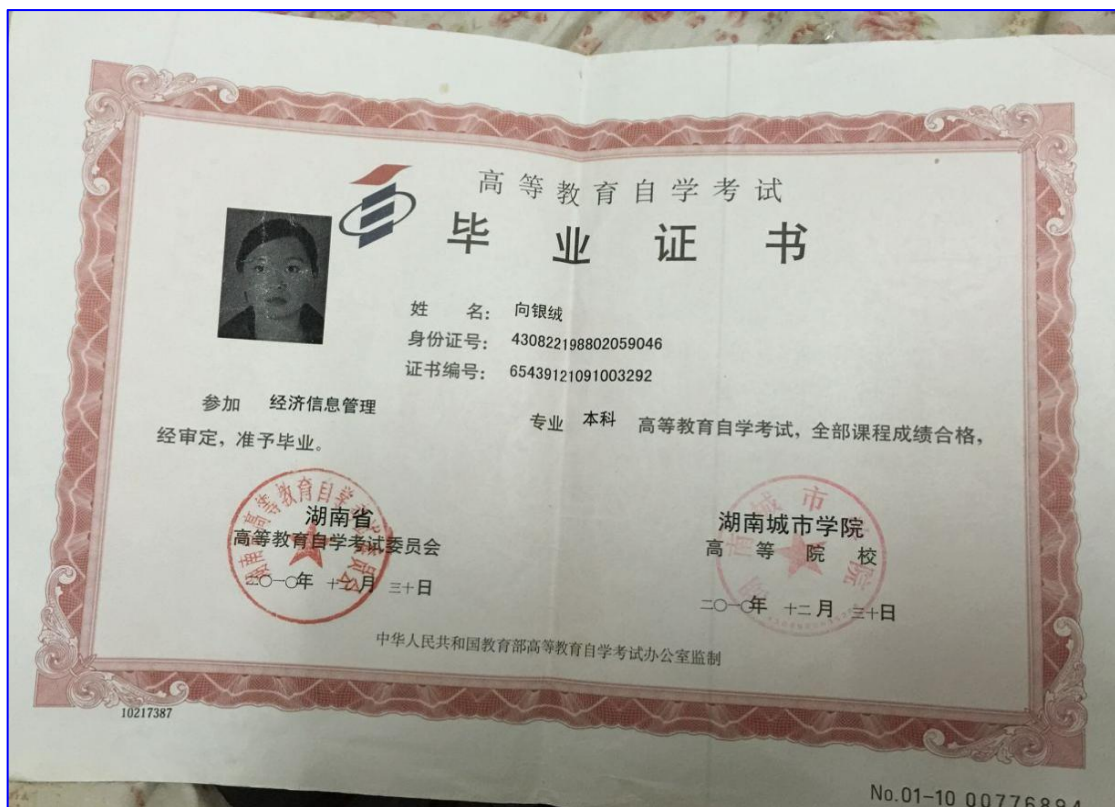 高等教育自学考试
毕业证书
姓 名: 向银绒
身份证号: 430822198802059046
证书编号: 65439121091003292
参加 经济信息管理 专业 本科 高等教育自学考试, 全部课程成绩合格,
经审定, 准予毕业。
湖南省
高等教育自学考试委员会
二〇一〇年 十二月 三十日
湖南城市学院
高等院校
二〇一〇年 十二月 三十日
中华人民共和国教育部高等教育自学考试办公室监制
10217387
No.01-10 00776894